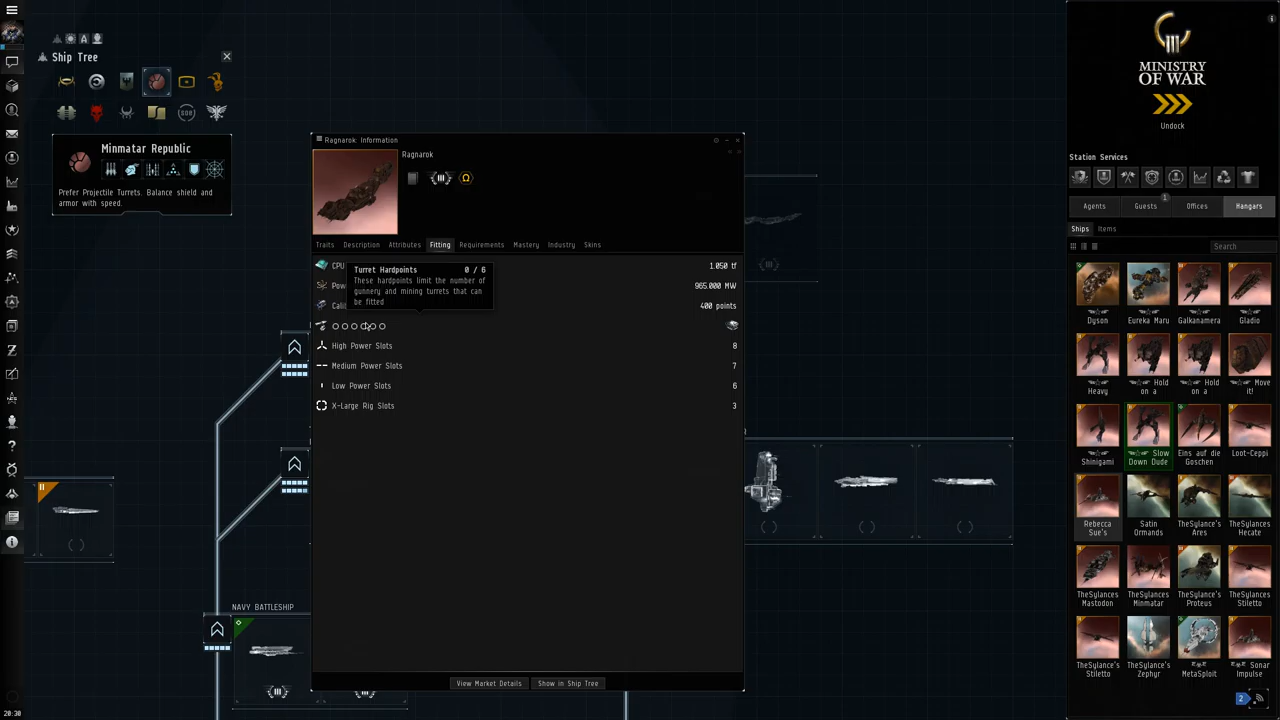 Ship Tree
Minmatar Republic
Prefer Projectile Turrets. Balance shield and
armor with speed.
Ragnarok: Information
Ragnarok
Traits
Description
Attributes
Fitting
Requirements
Mastery
Industry
Skins
CPU
1.050 tf
Turret Hardpoints 0 / 6
These hardpoints limit the number of
gunnery and mining turrets that can
be fitted
965.000 MW
400 points
High Power Slots 8
Medium Power Slots 7
Low Power Slots 6
X-Large Rig Slots 3
View Market Details
Show in Ship Tree
NAVY BATTLESHIP
MINISTRY
OF WAR
Undock
Station Services
Agents
Guests
1
Offices
Hangars
Ships
Items
Search
Dyson
Eureka Maru
Galkanamera
Gladio
Heavy
Hold on a
Hold on a
Move it!
Shinigami
Slow Down Dude
Eins auf die Goschen
Loot-Ceppi
Rebecca Sue's
Satin Ormands
TheSylance's Ares
TheSylances Hecate
TheSylances Mastodon
TheSylances Minmatar
TheSylance's Proteus
TheSylances Stiletto
TheSylance's Stiletto
TheSylance's Zephyr
MetaSploit
Sonar Impulse
2
20:30